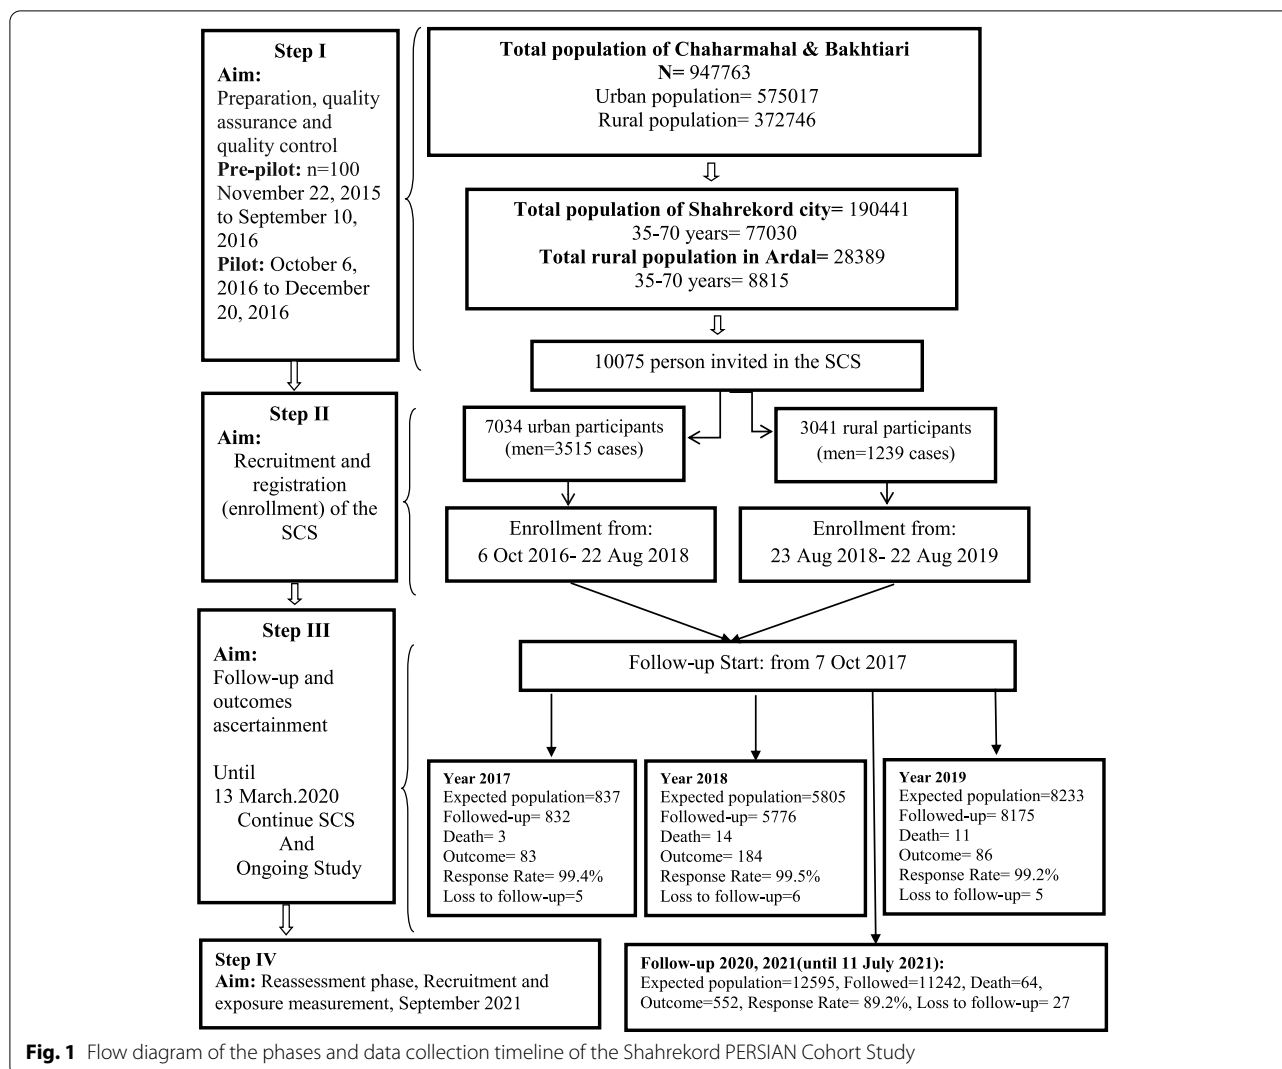 Step I
Aim:
Preparation, quality
assurance and
quality control
Pre-pilot: n=100
November 22, 2015
to September 10,
2016
Pilot: October 6,
2016 to December
20, 2016
Total population of Chaharmahal & Bakhtiari
N= 947763
Urban population= 575017
Rural population= 372746
Total population of Shahrekord city= 190441
35-70 years= 77030
Total rural population in Ardal= 28389
35-70 years= 8815
10075 person invited in the SCS
Step II
Aim:
Recruitment and
registration
(enrollment) of the
SCS
7034 urban participants
(men=3515 cases)
3041 rural participants
(men=1239 cases)
Enrollment from:
6 Oct 2016- 22 Aug 2018
Enrollment from:
23 Aug 2018- 22 Aug 2019
Step III
Aim:
Follow-up and
outcomes
ascertainment
Until
13 March.2020
Continue SCS
And
Ongoing Study
Follow-up Start: from 7 Oct 2017
Year 2017
Expected population=837
Followed-up= 832
Death= 3
Outcome= 83
Response Rate= 99.4%
Loss to follow-up=5
Year 2018
Expected population=5805
Followed-up= 5776
Death= 14
Outcome= 184
Response Rate= 99.5%
Loss to follow-up=6
Year 2019
Expected population=8233
Followed-up= 8175
Death= 11
Outcome= 86
Response Rate= 99.2%
Loss to follow-up= 5
Step IV
Aim: Reassessment phase, Recruitment and
exposure measurement, September 2021
Follow-up 2020, 2021(until 11 July 2021):
Expected population=12595, Followed=11242, Death=64,
Outcome=552, Response Rate= 89.2%, Loss to follow-up= 27
Fig. 1 Flow diagram of the phases and data collection timeline of the Shahrekord PERSIAN Cohort Study